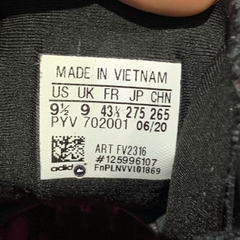 MADE IN VIETNAM
US UK FR JP CHN
9½ 9 43⅓ 275 265
PYV 702001 06/20
ART FV2316
#125996107
FnPLNVVI01869
adidas